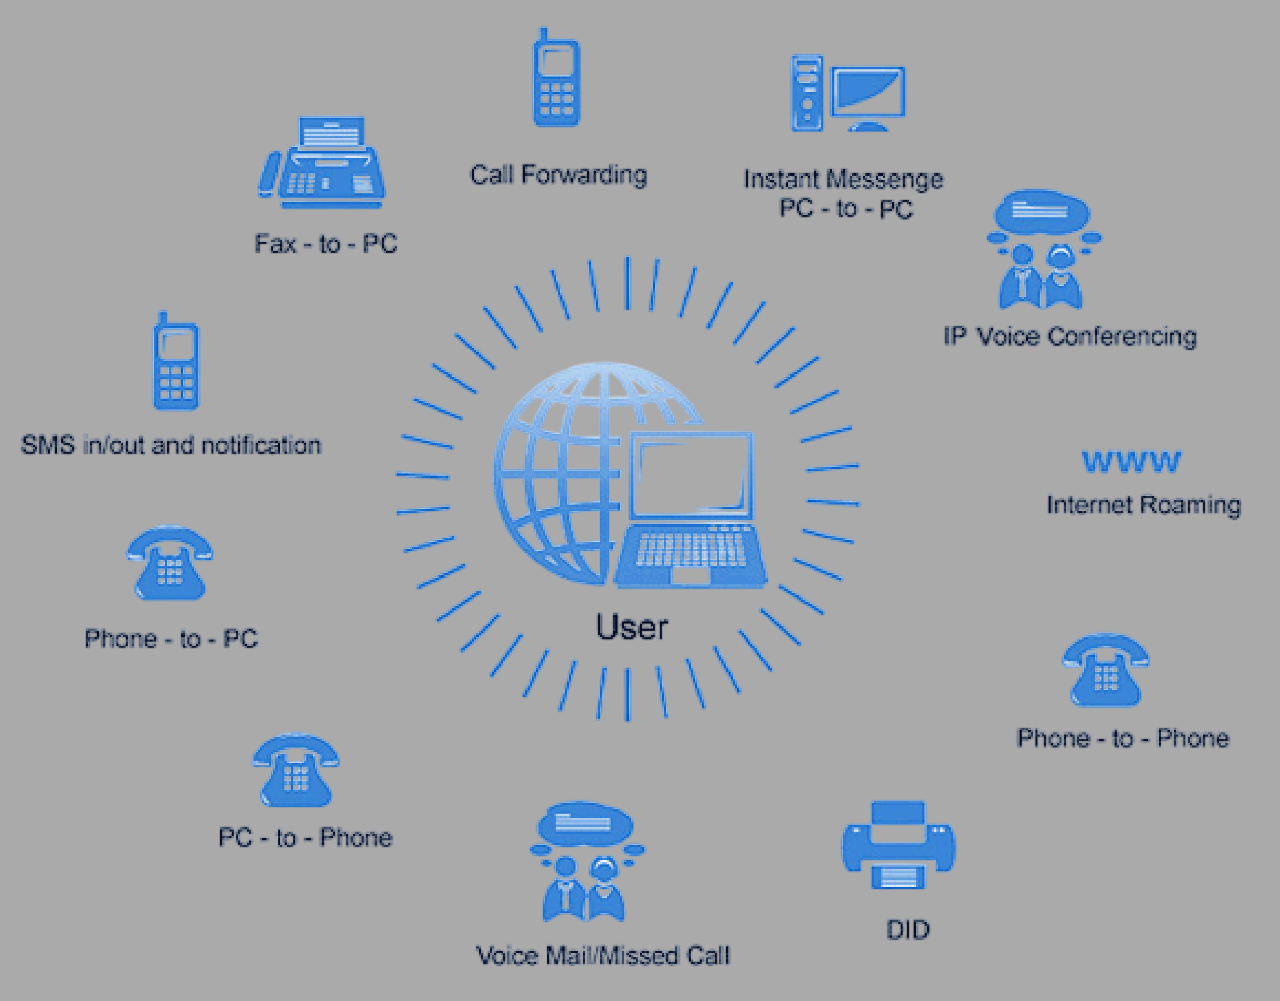 Call Forwarding
Instant Messenge
PC - to - PC
Fax - to - PC
IP Voice Conferencing
SMS in/out and notification
www
Internet Roaming
User
Phone - to - PC
Phone - to - Phone
PC - to - Phone
DID
Voice Mail/Missed Call